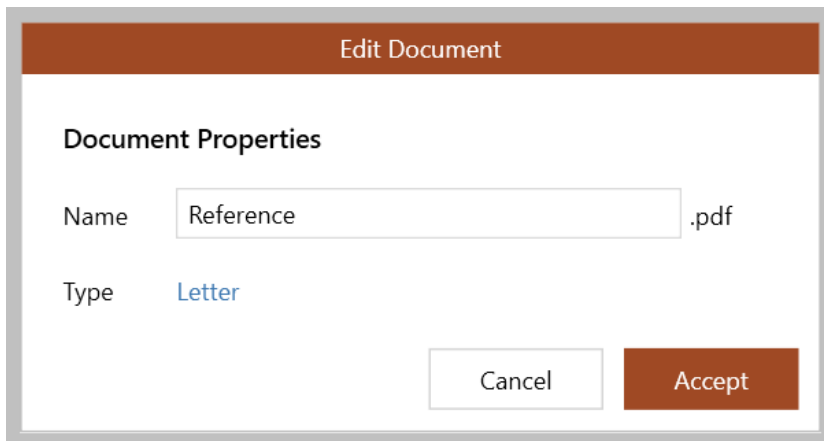 Edit Document
Document Properties
Name Reference .pdf
Type Letter
Cancel Accept